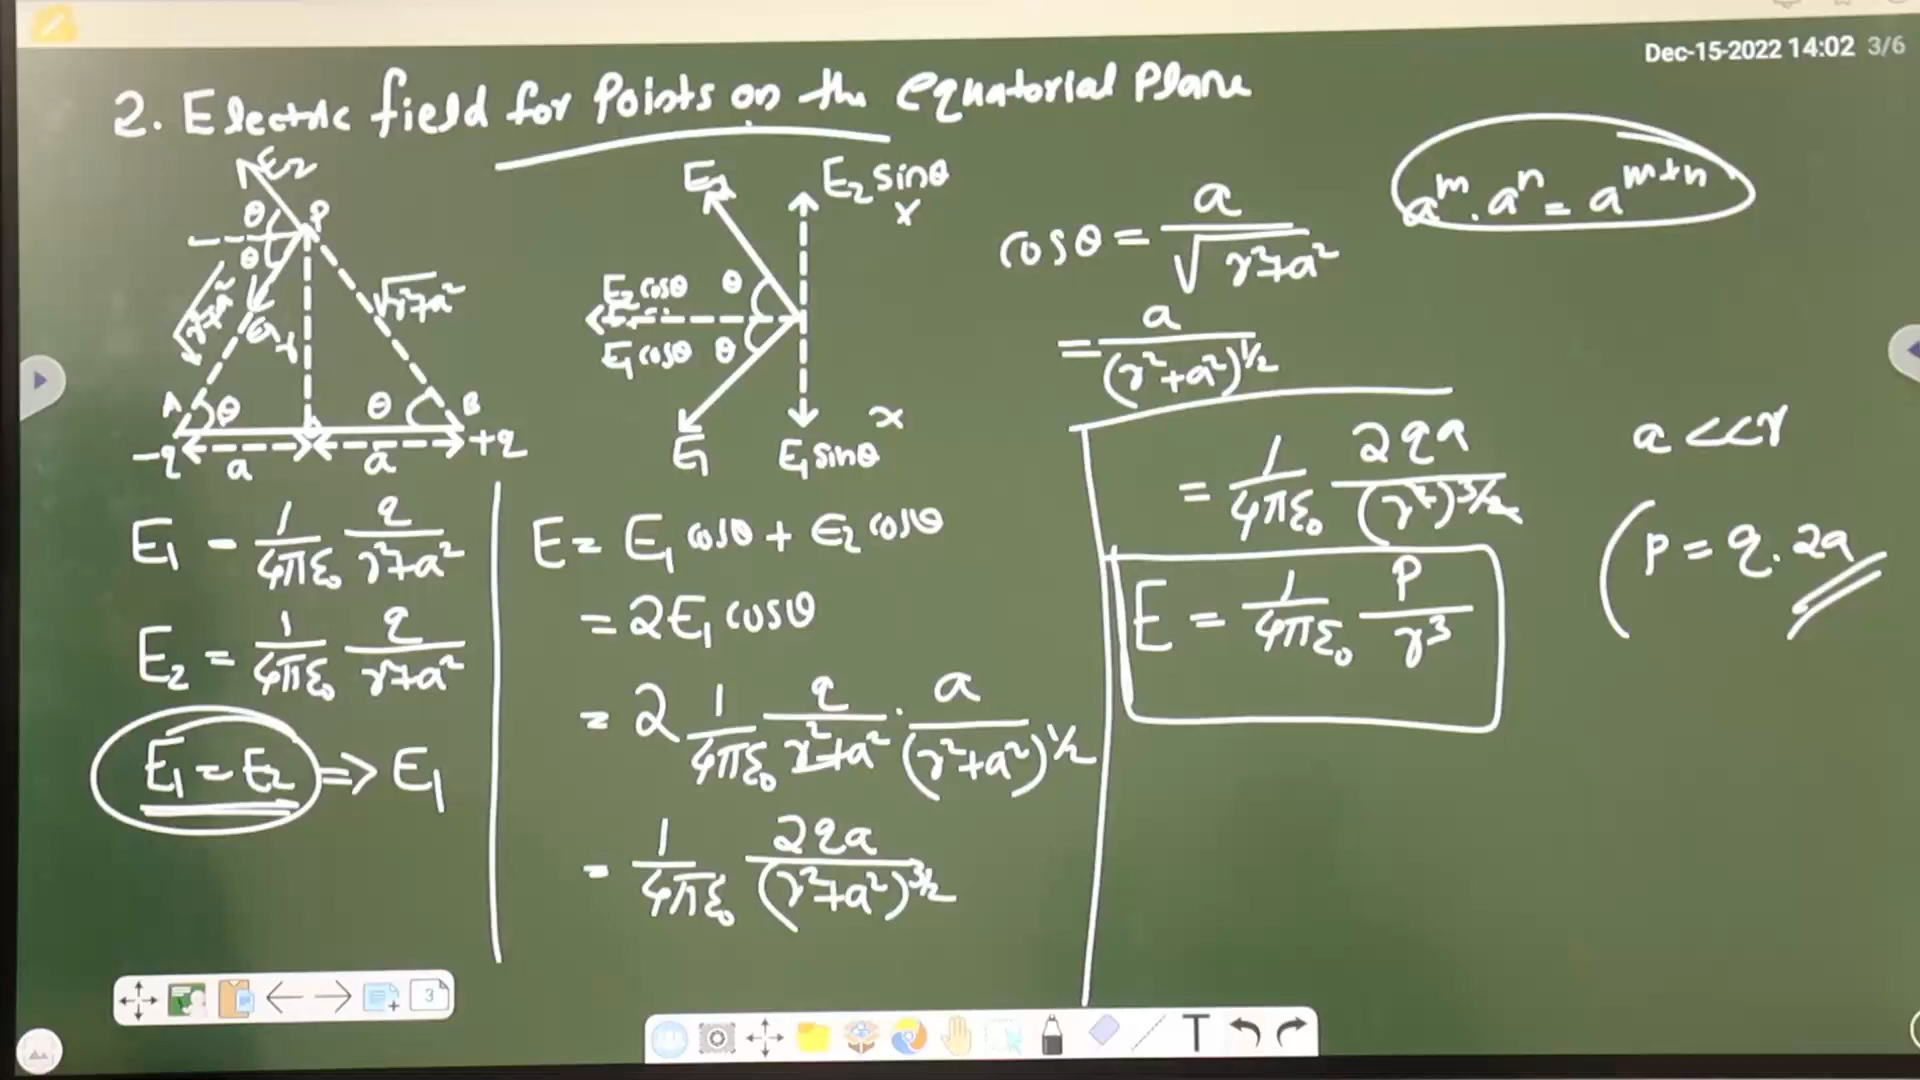 Dec-15-2022 14:02 3/6
2. Electric field for Points on the equatorial Plane
E2
P
θ
θ
√r²+a²
r
A θ θ B
-q a a +q
E2 sinθ
x
E2 cosθ θ
E1 cosθ θ
x
E1 E1 sinθ
E1 = 1/4πε0 q/r²+a²
E2 = 1/4πε0 q/r²+a²
E1 = E2 => E1
E = E1 cosθ + E2 cosθ
= 2E1 cosθ
= 2 1/4πε0 q/r²+a² . a/(r²+a²)^1/2
= 1/4πε0 2qa/(r²+a²)^3/2
cosθ = a/√r²+a²
= a/(r²+a²)^1/2
a^m . a^n = a^m+n
= 1/4πε0 2qa/(r²)^3/2
E = 1/4πε0 P/r³
a <<r
(P = q. 2a
3
T